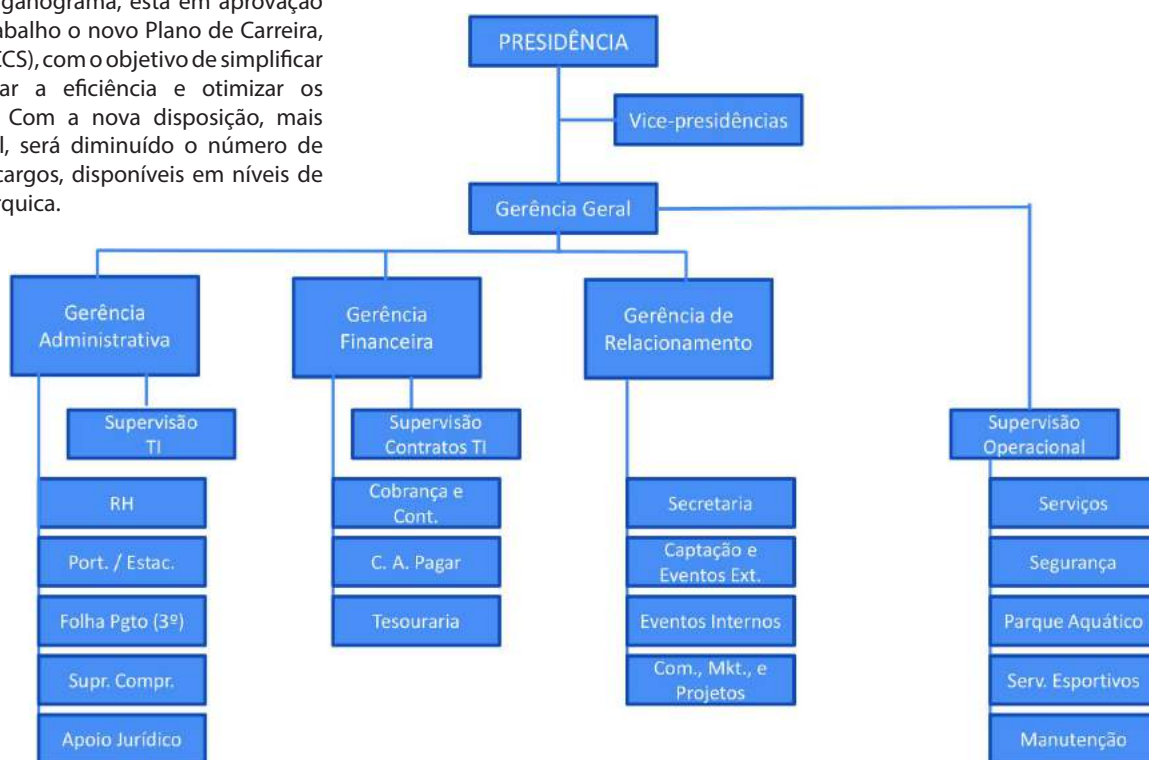 ganograma, está em aprovação
abalho o novo Plano de Carreira,
CS), com o objetivo de simplificar
ar a eficiência e otimizar os
Com a nova disposição, mais
l, será diminuído o número de
cargos, disponíveis em níveis de
rquica.
PRESIDÊNCIA
Vice-presidências
Gerência Geral
Gerência
Administrativa
Supervisão
TI
RH
Port. / Estac.
Folha Pgto (3º)
Supr. Compr.
Apoio Jurídico
Gerência
Financeira
Supervisão
Contratos TI
Cobrança e
Cont.
C. A. Pagar
Tesouraria
Gerência de
Relacionamento
Secretaria
Captação e
Eventos Ext.
Eventos Internos
Com., Mkt., e
Projetos
Supervisão
Operacional
Serviços
Segurança
Parque Aquático
Serv. Esportivos
Manutenção